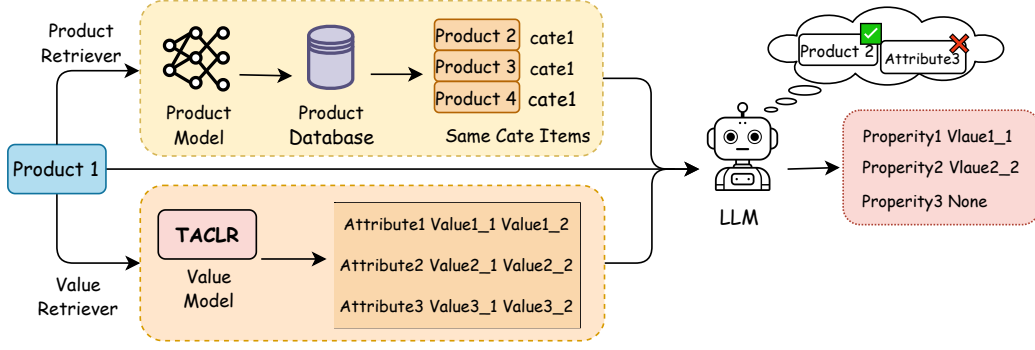 Product
Retriever
Product 1
Value
Retriever
Product
Model
Product
Database
Product 2 cate1
Product 3 cate1
Product 4 cate1
Same Cate Items
TACLR
Value
Model
Attribute1 Value1_1 Value1_2
Attribute2 Value2_1 Value2_2
Attribute3 Value3_1 Value3_2
Product 2
Attribute3
LLM
Properity1 Vlaue1_1
Properity2 Vlaue2_2
Properity3 None